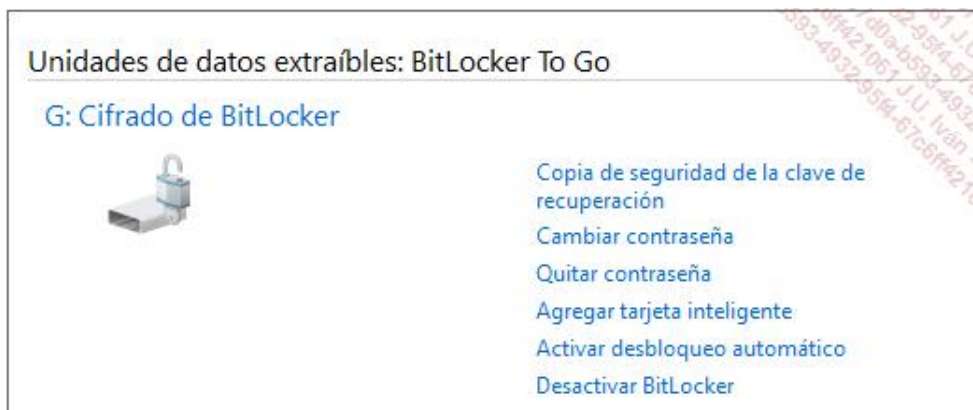 Unidades de datos extraíbles: BitLocker To Go
G: Cifrado de BitLocker
Copia de seguridad de la clave de
recuperación
Cambiar contraseña
Quitar contraseña
Agregar tarjeta inteligente
Activar desbloqueo automático
Desactivar BitLocker